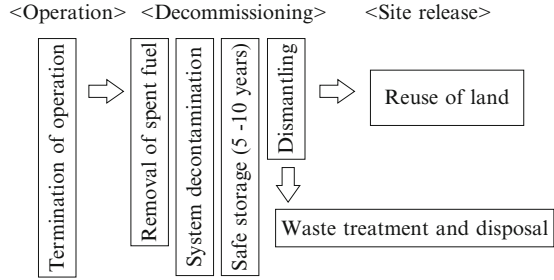 <Operation> <Decommissioning> <Site release>
Termination of operation
Removal of spent fuel
System decontamination
Safe storage (5 -10 years)
Dismantling
Reuse of land
Waste treatment and disposal